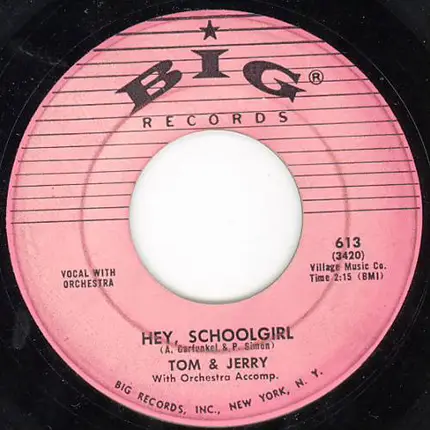 BIG®
RECORDS
613
(3420)
VOCAL WITH
ORCHESTRA
Village Music Co.
Time 2:15 (BMI)
HEY, SCHOOLGIRL
(A. Garfunkel & P. Simon)
TOM & JERRY
With Orchestra Accomp.
BIG RECORDS, INC., NEW YORK, N. Y.